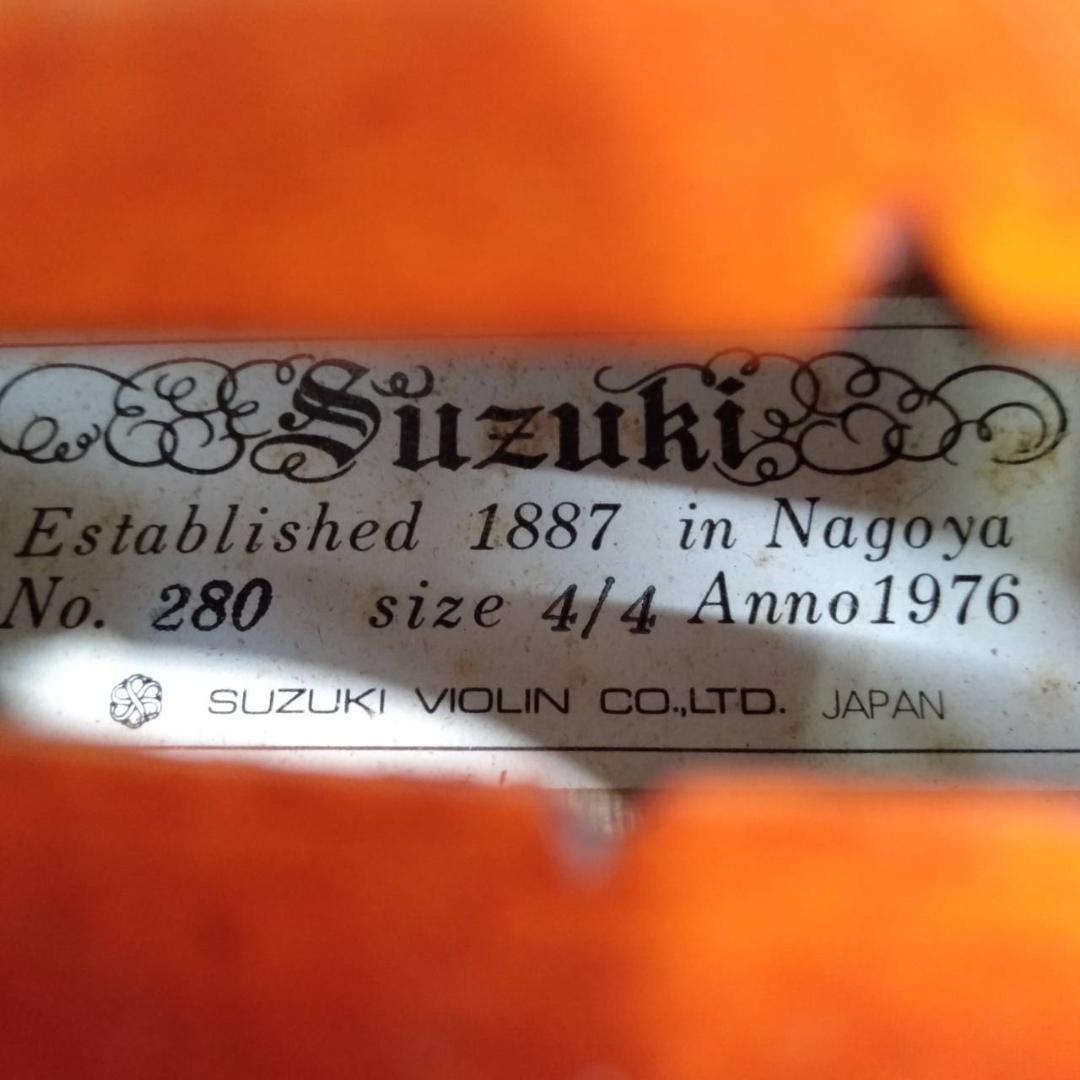 Suzuki
Established 1887 in Nagoya
No. 280 size 4/4 Anno1976
SUZUKI VIOLIN CO.,LTD. JAPAN